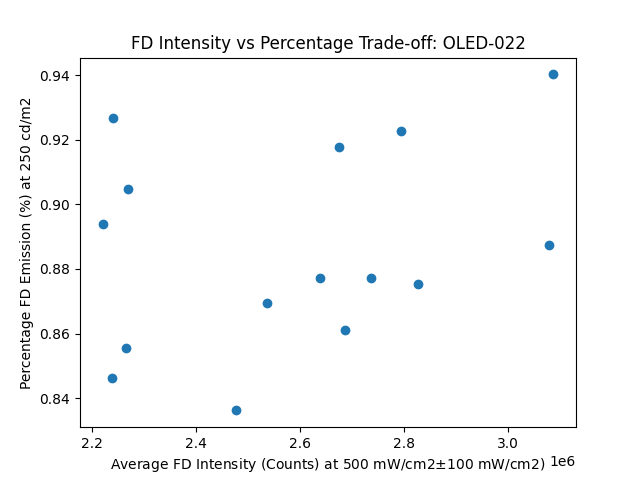 FD Intensity vs Percentage Trade-off: OLED-022
Percentage FD Emission (%) at 250 cd/m2
0.94
0.92
0.90
0.88
0.86
0.84
2.2 2.4 2.6 2.8 3.0
1e6
Average FD Intensity (Counts) at 500 mW/cm2±100 mW/cm2)